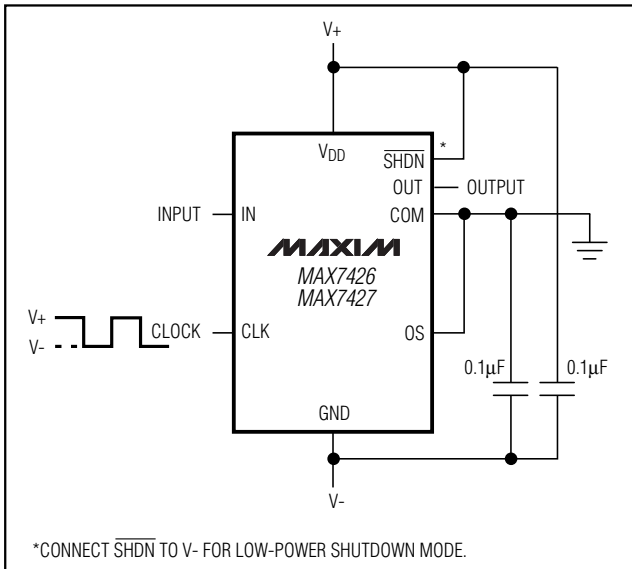 V+
VDD
SHDN *
OUT OUTPUT
INPUT IN
COM
MAXIM
MAX7426
MAX7427
V+
V-
CLOCK CLK
OS
0.1µF 0.1µF
GND
V-
*CONNECT SHDN TO V- FOR LOW-POWER SHUTDOWN MODE.